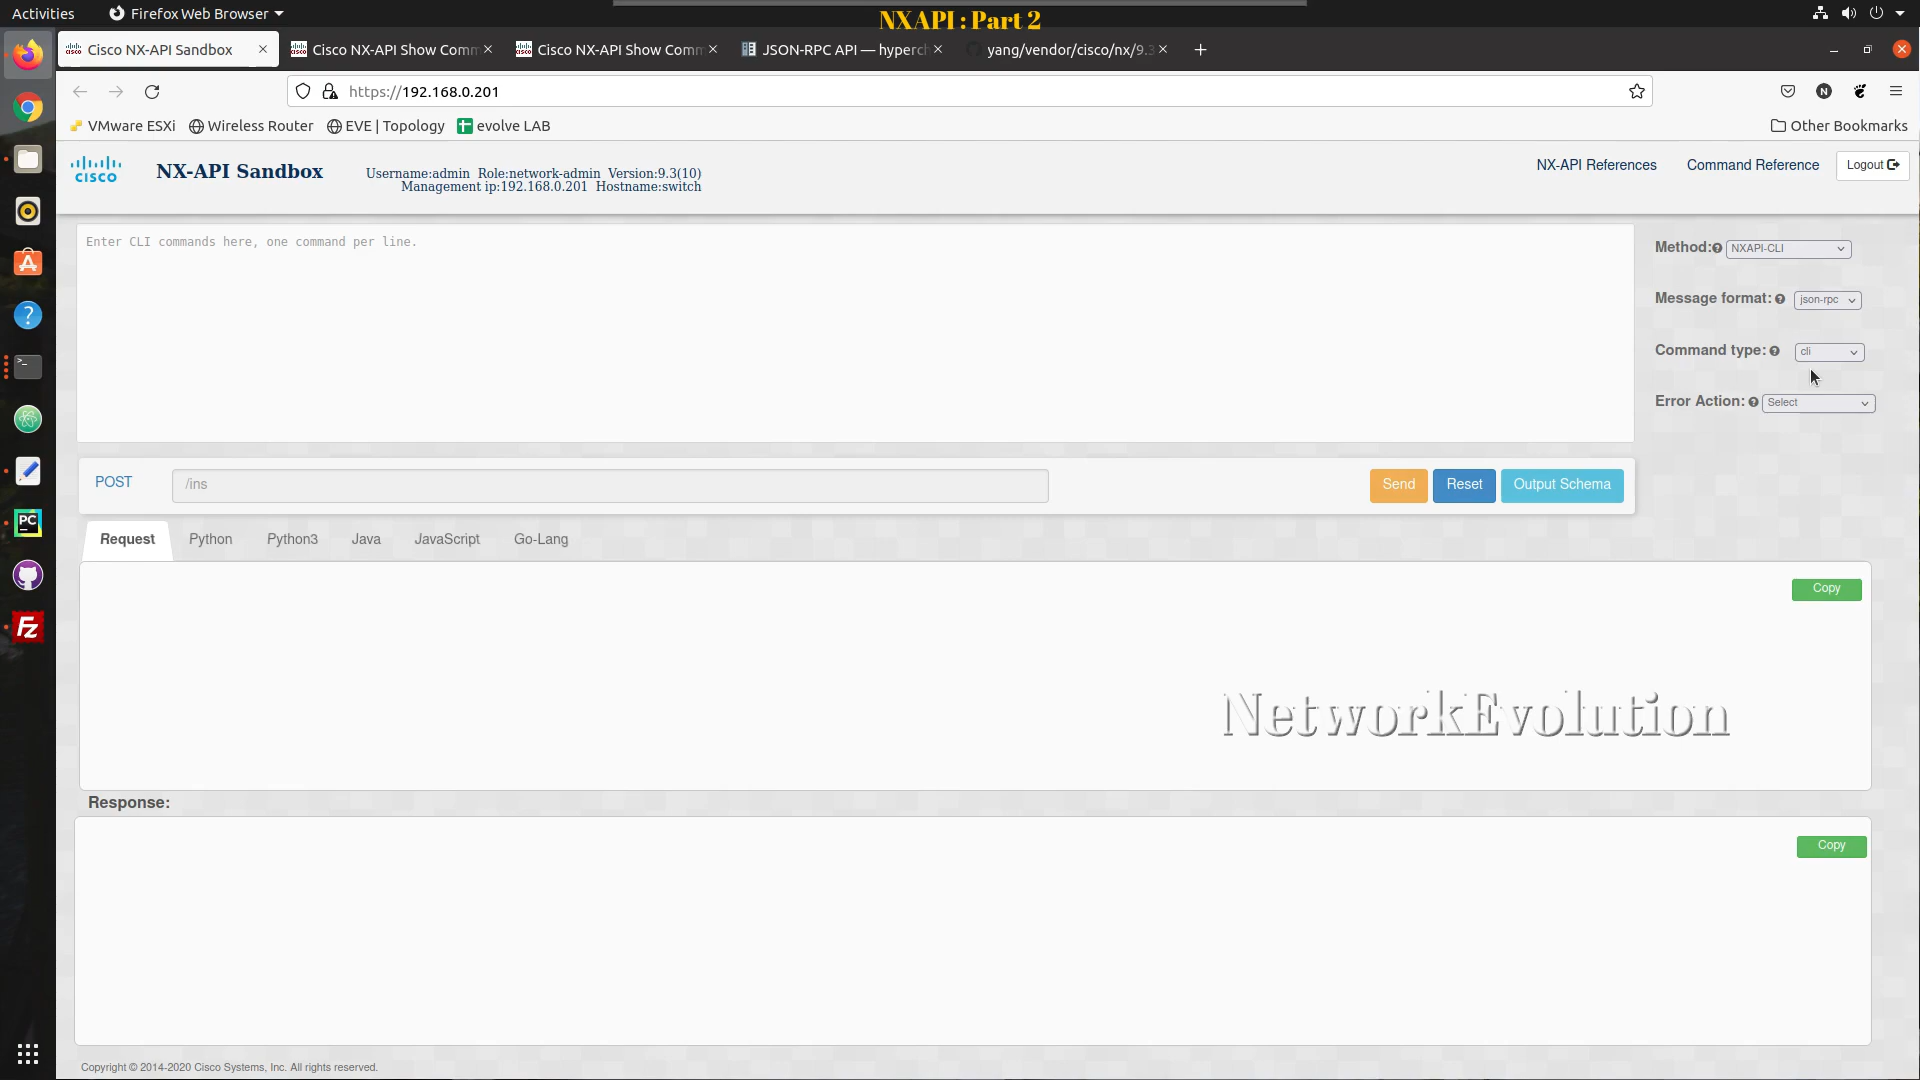 Activities
Firefox Web Browser
NXAPI : Part 2
Cisco NX-API Sandbox
Cisco NX-API Show Comm
Cisco NX-API Show Comm
JSON-RPC API — hyperch
yang/vendor/cisco/nx/9.3
https://192.168.0.201
N
VMware ESXi
Wireless Router
EVE | Topology
evolve LAB
Other Bookmarks
CISCO
NX-API Sandbox
Username:admin Role:network-admin Version:9.3(10)
Management ip:192.168.0.201 Hostname:switch
NX-API References
Command Reference
Logout
Enter CLI commands here, one command per line.
Method:
NXAPI-CLI
Message format:
json-rpc
Command type:
cli
Error Action:
Select
POST
/ins
Send
Reset
Output Schema
Request
Python
Python3
Java
JavaScript
Go-Lang
Copy
NetworkEvolution
Response:
Copy
PC
Fz
Copyright © 2014-2020 Cisco Systems, Inc. All rights reserved.